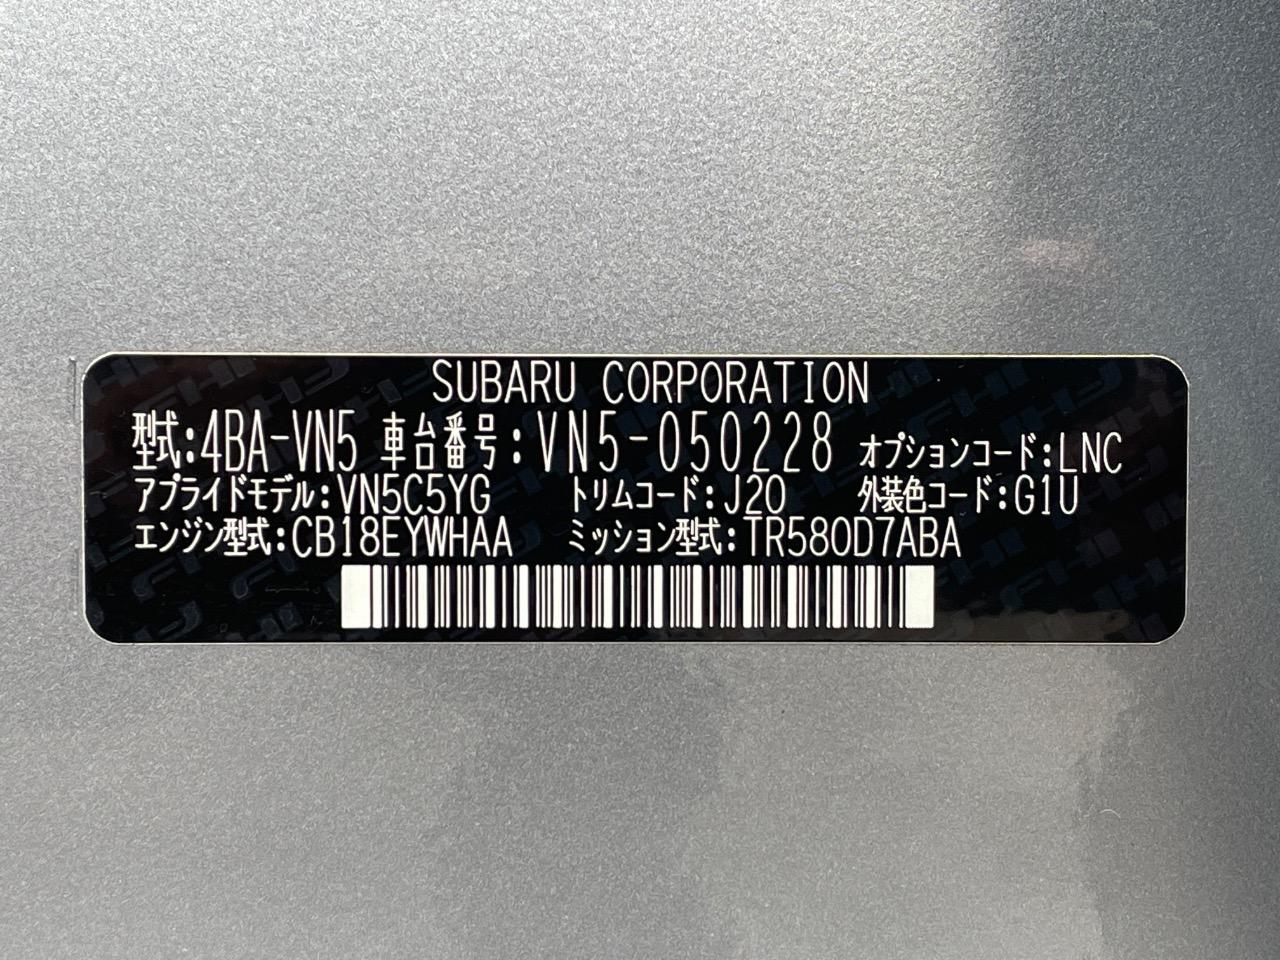 SUBARU CORPORATION
型式:4BA-VN5 車台番号:VN5-050228 オプションコード:LNC
アプライドモデル:VN5C5YG トリムコード:J20 外装色コード:G1U
エンジン型式:CB18EYWHAA ミッション型式:TR580D7ABA